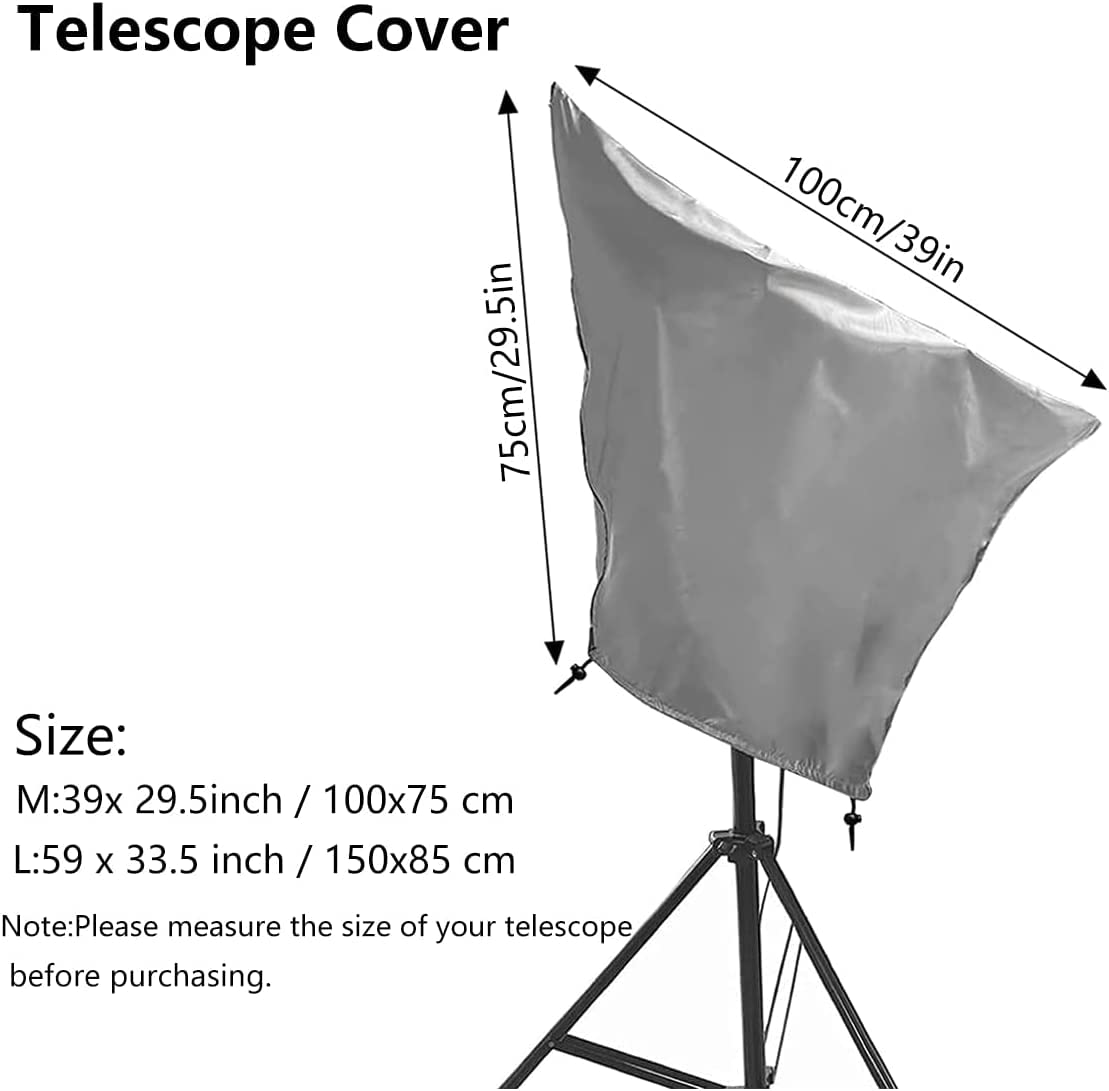 Telescope Cover
100cm/39in
75cm/29.5in
Size:
M:39x 29.5inch / 100x75 cm
L:59 x 33.5 inch / 150x85 cm
Note:Please measure the size of your telescope
before purchasing.